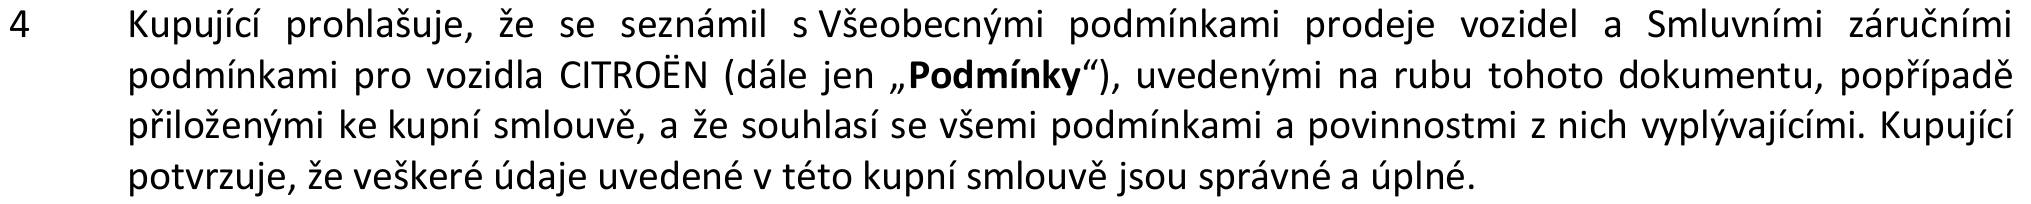 4 Kupující prohlašuje, že se seznámil s Všeobecnými podmínkami prodeje vozidel a Smluvními záručními
podmínkami pro vozidla CITROËN (dále jen „Podmínky“), uvedenými na rubu tohoto dokumentu, popřípadě
přiloženými ke kupní smlouvě, a že souhlasí se všemi podmínkami a povinnostmi z nich vyplývajícími. Kupující
potvrzuje, že veškeré údaje uvedené v této kupní smlouvě jsou správné a úplné.